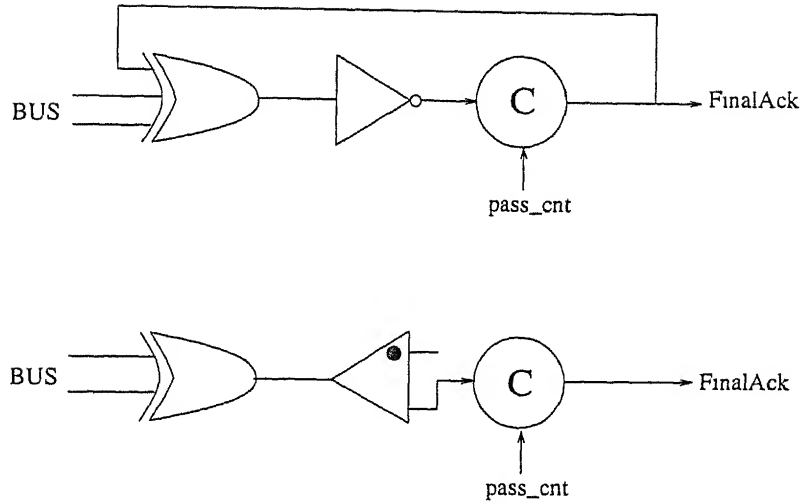 BUS
C
FinalAck
pass_cnt
BUS
C
FinalAck
pass_cnt